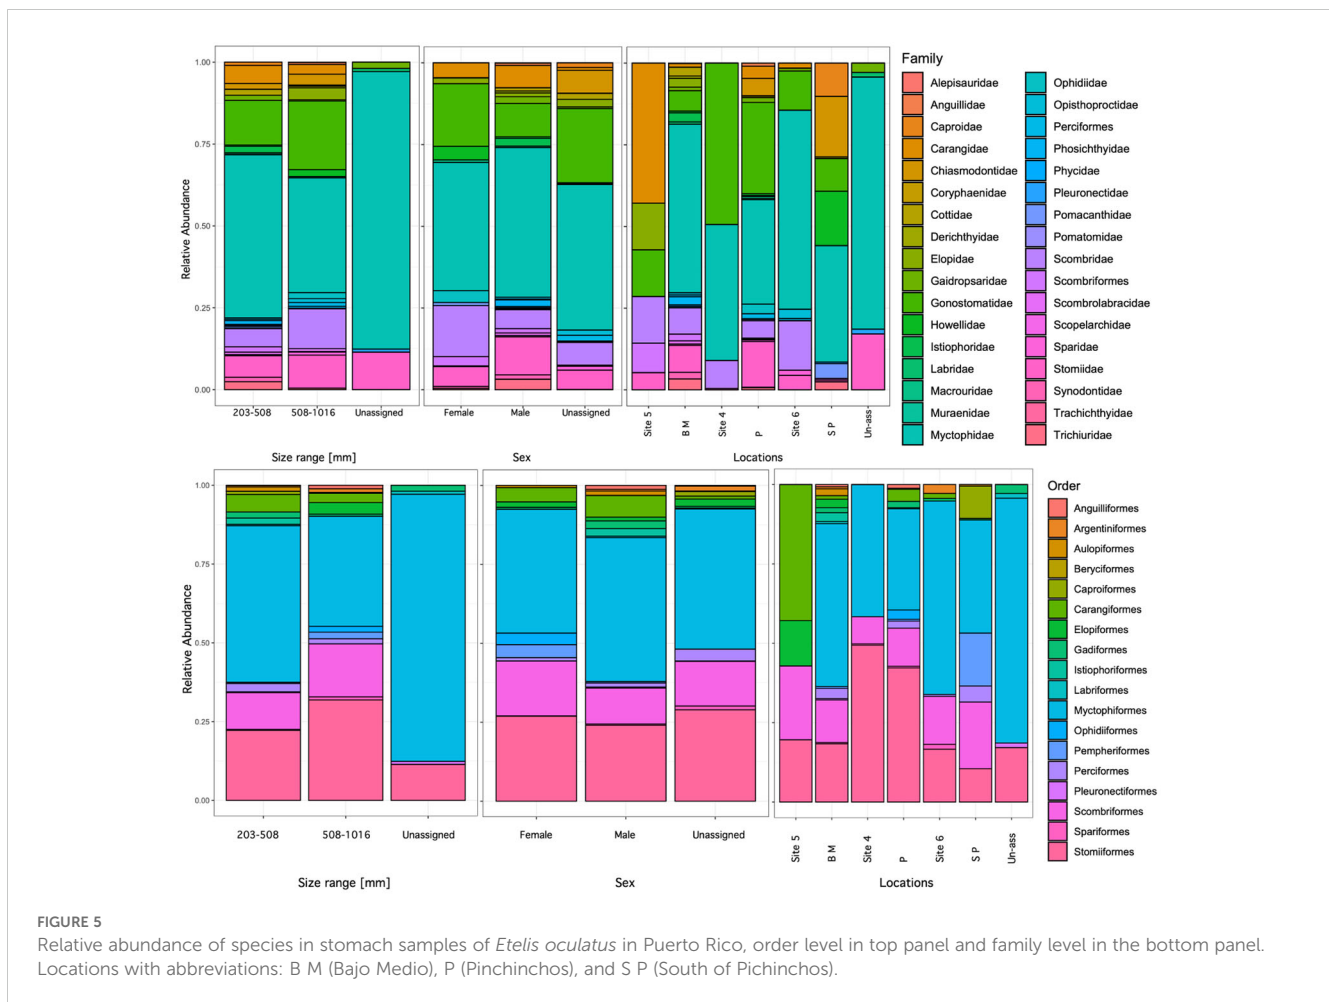 1.00
0.75
0.50
0.25
0.00
Relative Abundance
203-508
508-1016
Unassigned
Size range [mm]
Female
Male
Unassigned
Sex
Site 5
B M
Site 4
P
Site 6
S P
Un-ass
Locations
Family
Alepisauridae
Anguillidae
Caproidae
Carangidae
Chiasmodontidae
Coryphaenidae
Cottidae
Derichthyidae
Elopidae
Gaidropsaridae
Gonostomatidae
Howellidae
Istiophoridae
Labridae
Macrouridae
Muraenidae
Myctophidae
Ophidiidae
Opisthoproctidae
Perciformes
Phosichthyidae
Phycidae
Pleuronectidae
Pomacanthidae
Pomatomidae
Scombridae
Scombriformes
Scombrolabracidae
Scopelarchidae
Sparidae
Stomiidae
Synodontidae
Trachichthyidae
Trichiuridae
1.00
0.75
0.50
0.25
0.00
Relative Abundance
203-508
508-1016
Unassigned
Size range [mm]
Female
Male
Unassigned
Sex
Site 5
B M
Site 4
P
Site 6
S P
Un-ass
Locations
Order
Anguilliformes
Argentiniformes
Aulopiformes
Beryciformes
Caproiformes
Carangiformes
Elopiformes
Gadiformes
Istiophoriformes
Labriformes
Myctophiformes
Ophidiiformes
Pempheriformes
Perciformes
Pleuronectiformes
Scombriformes
Spariformes
Stomiiformes
FIGURE 5
Relative abundance of species in stomach samples of Etelis oculatus in Puerto Rico, order level in top panel and family level in the bottom panel.
Locations with abbreviations: B M (Bajo Medio), P (Pinchinchos), and S P (South of Pichinchos).